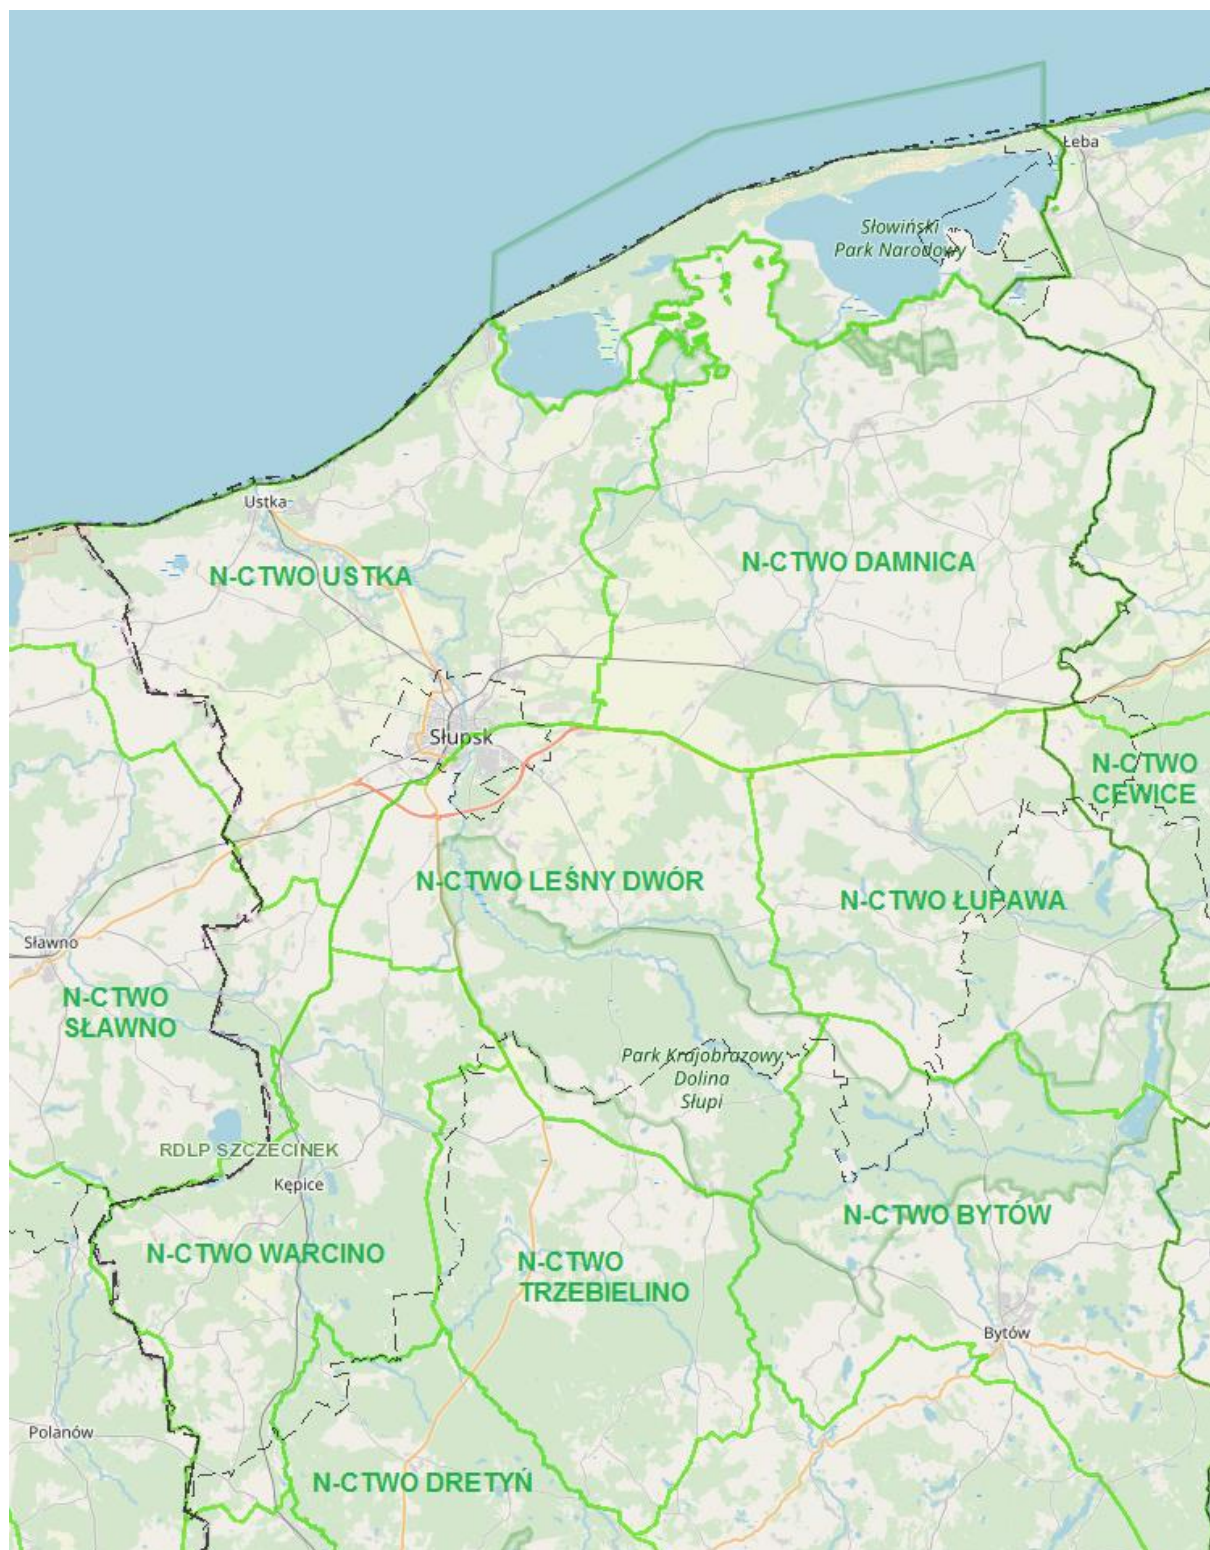 Łeba
Słowiński
Park Narodowy
Ustka
N-CTWO USTKA
N-CTWO DAMNICA
Słupsk
N-CTWO
CEWICE
N-CTWO LEŚNY DWÓR
N-CTWO ŁUPAWA
Sławno
N-CTWO
SŁAWNO
Park Krajobrazowy
Dolina
Słupi
RDLP SZCZECINEK
Kępice
N-CTWO BYTÓW
N-CTWO WARCINO
N-CTWO
TRZEBIELINO
Bytów
Polanów
N-CTWO DRETYŃ